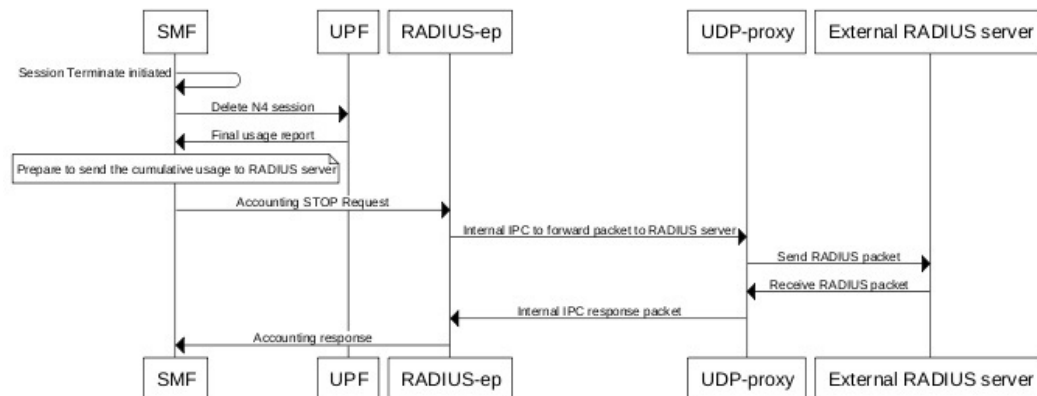 SMF
UPF
RADIUS-ep
UDP-proxy
External RADIUS server
Session Terminate initiated
Delete N4 session
Final usage report
Prepare to send the cumulative usage to RADIUS server
Accounting STOP Request
Internal IPC to forward packet to RADIUS server
Send RADIUS packet
Receive RADIUS packet
Internal IPC response packet
Accounting response
SMF
UPF
RADIUS-ep
UDP-proxy
External RADIUS server